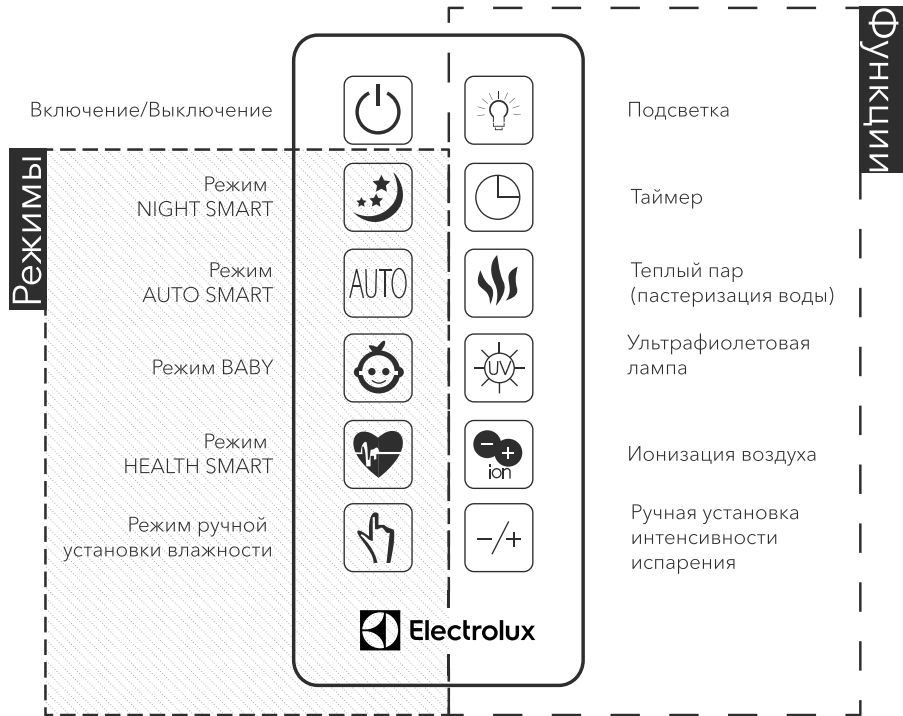 Функции
Включение/Выключение
Подсветка
Режимы
Режим
NIGHT SMART
Таймер
Режим
AUTO SMART
AUTO
Теплый пар
(пастеризация воды)
Режим BABY
UV
Ультрафиолетовая
лампа
Режим
HEALTH SMART
ion
Ионизация воздуха
Режим ручной
установки влажности
−/+
Ручная установка
интенсивности
испарения
Electrolux